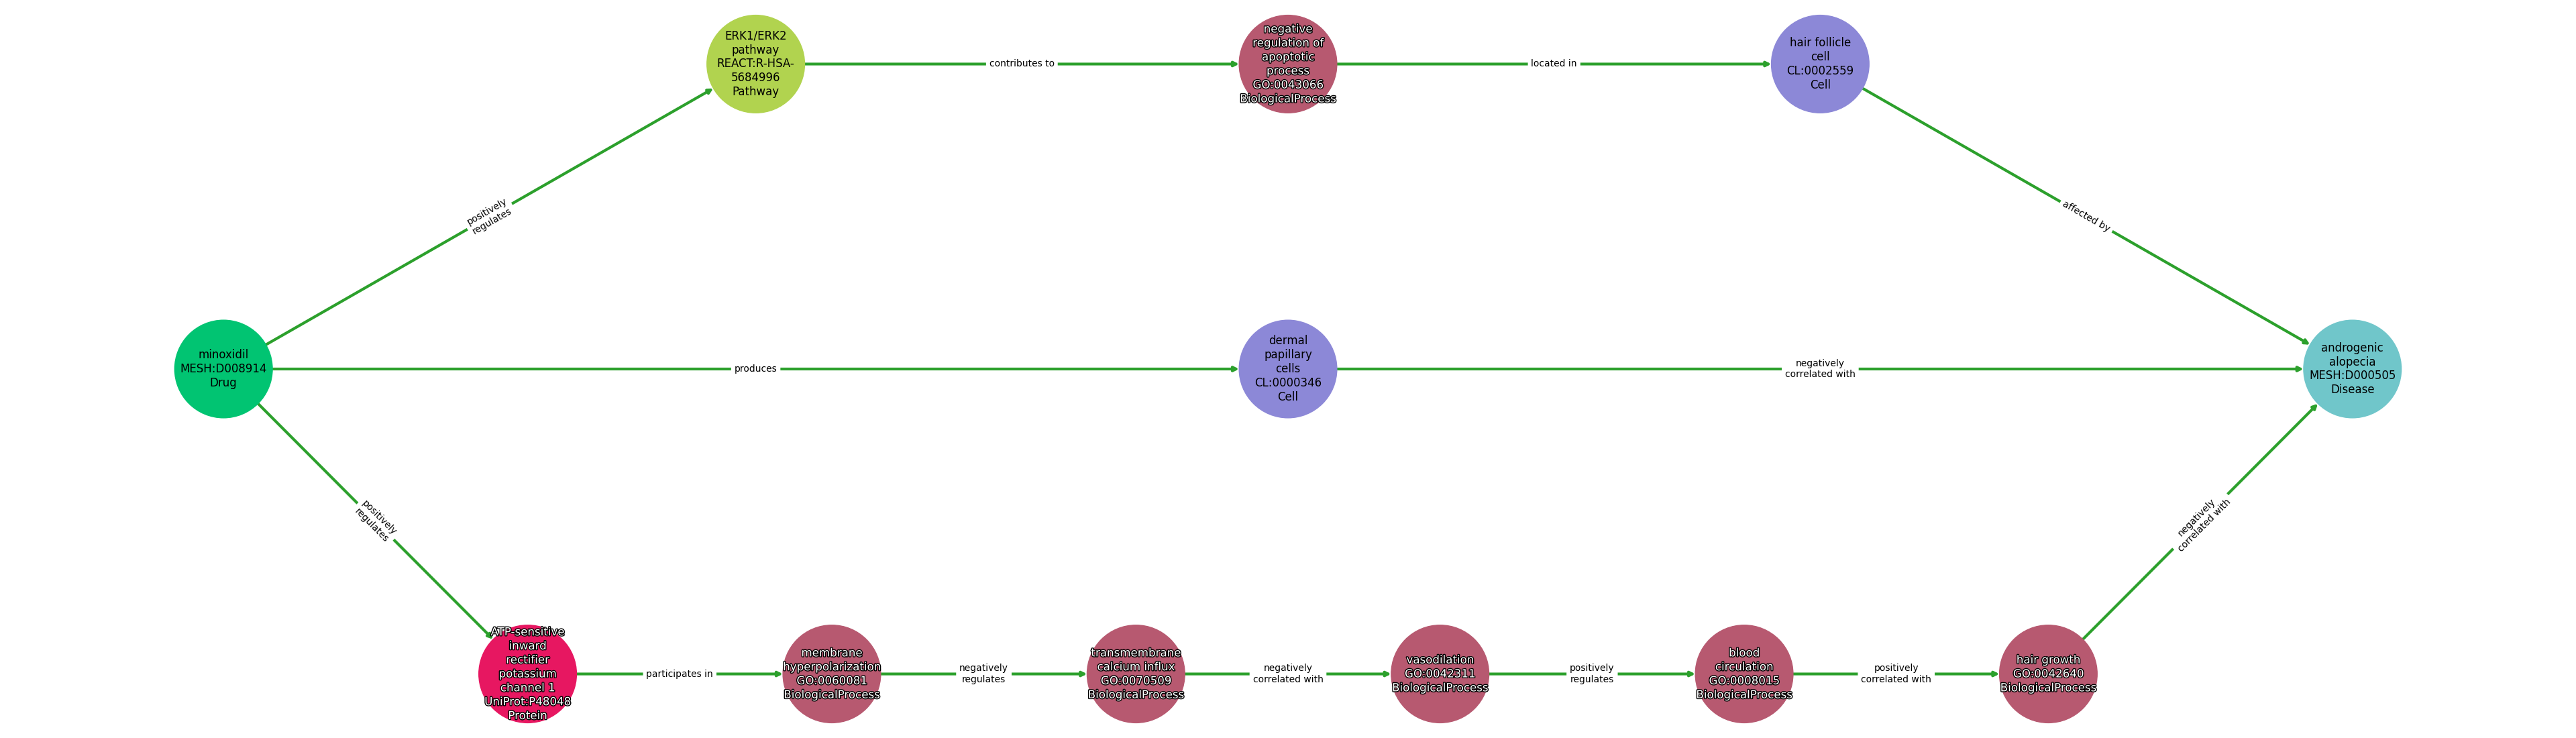 ERK1/ERK2
pathway
REACT:R-HSA-
5684996
Pathway
contributes to
negative
regulation of
apoptotic
process
GO:0043066
BiologicalProcess
located in
hair follicle
cell
CL:0002559
Cell
positively
regulates
affected by
minoxidil
MESH:D008914
Drug
produces
dermal
papillary
cells
CL:0000346
Cell
negatively
correlated with
androgenic
alopecia
MESH:D000505
Disease
positively
regulates
negatively
correlated with
ATP-sensitive
inward
rectifier
potassium
channel 1
UniProt:P48048
Protein
participates in
membrane
hyperpolarization
GO:0060081
BiologicalProcess
negatively
regulates
transmembrane
calcium influx
GO:0070509
BiologicalProcess
negatively
correlated with
vasodilation
GO:0042311
BiologicalProcess
positively
regulates
blood
circulation
GO:0008015
BiologicalProcess
positively
correlated with
hair growth
GO:0042640
BiologicalProcess